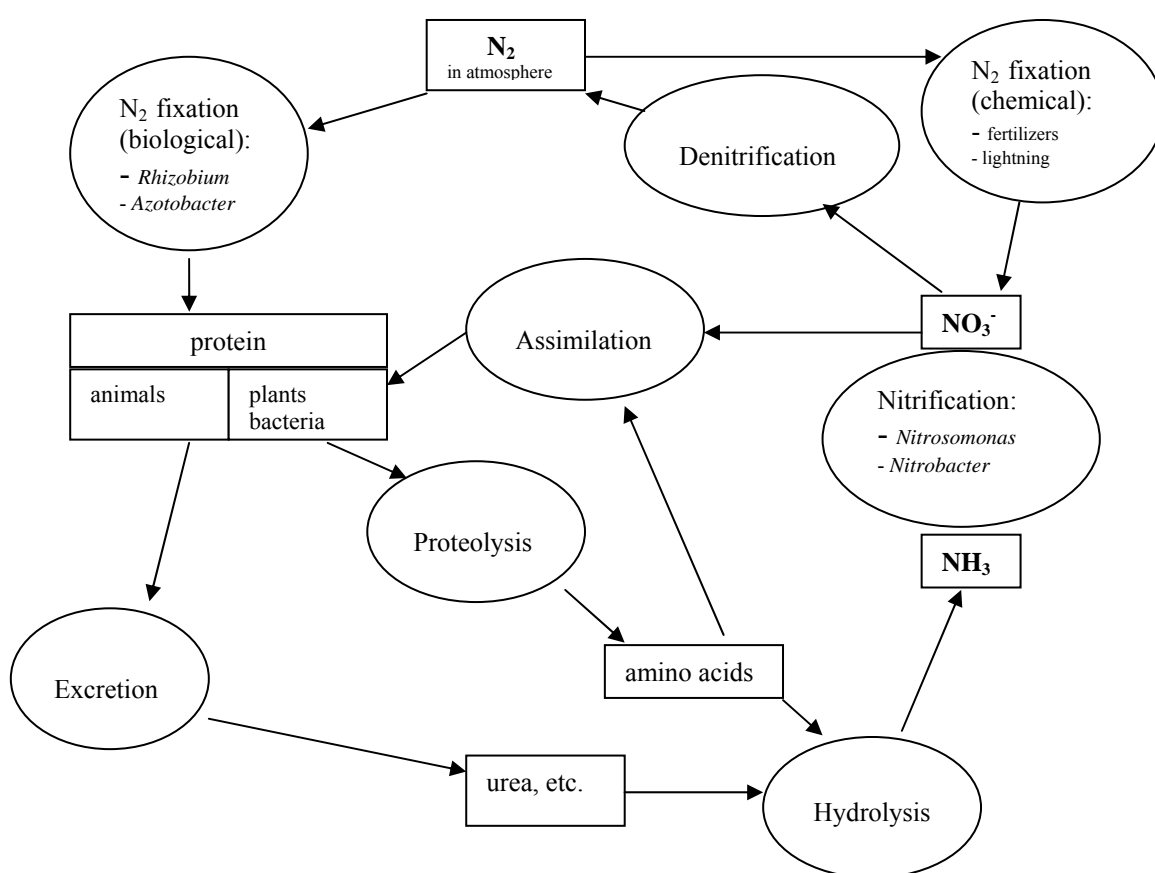 N₂
in atmosphere
N₂ fixation
(biological):
- Rhizobium
- Azotobacter
N₂ fixation
(chemical):
- fertilizers
- lightning
Denitrification
Assimilation
NO₃⁻
protein
animals
plants
bacteria
Nitrification:
- Nitrosomonas
- Nitrobacter
Proteolysis
NH₃
amino acids
Excretion
urea, etc.
Hydrolysis